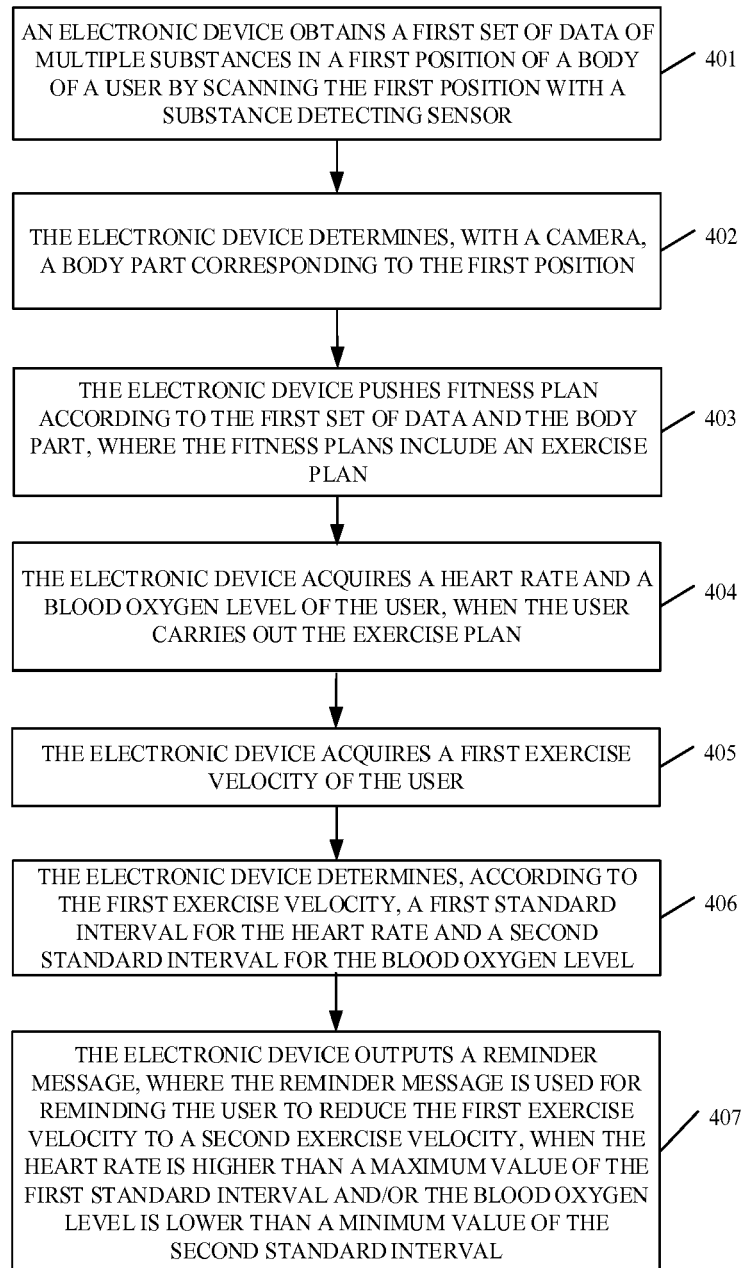 AN ELECTRONIC DEVICE OBTAINS A FIRST SET OF DATA OF
MULTIPLE SUBSTANCES IN A FIRST POSITION OF A BODY
OF A USER BY SCANNING THE FIRST POSITION WITH A
SUBSTANCE DETECTING SENSOR
401
THE ELECTRONIC DEVICE DETERMINES, WITH A CAMERA,
A BODY PART CORRESPONDING TO THE FIRST POSITION
402
THE ELECTRONIC DEVICE PUSHES FITNESS PLAN
ACCORDING TO THE FIRST SET OF DATA AND THE BODY
PART, WHERE THE FITNESS PLANS INCLUDE AN EXERCISE
PLAN
403
THE ELECTRONIC DEVICE ACQUIRES A HEART RATE AND A
BLOOD OXYGEN LEVEL OF THE USER, WHEN THE USER
CARRIES OUT THE EXERCISE PLAN
404
THE ELECTRONIC DEVICE ACQUIRES A FIRST EXERCISE
VELOCITY OF THE USER
405
THE ELECTRONIC DEVICE DETERMINES, ACCORDING TO
THE FIRST EXERCISE VELOCITY, A FIRST STANDARD
INTERVAL FOR THE HEART RATE AND A SECOND
STANDARD INTERVAL FOR THE BLOOD OXYGEN LEVEL
406
THE ELECTRONIC DEVICE OUTPUTS A REMINDER
MESSAGE, WHERE THE REMINDER MESSAGE IS USED FOR
REMINDING THE USER TO REDUCE THE FIRST EXERCISE
VELOCITY TO A SECOND EXERCISE VELOCITY, WHEN THE
HEART RATE IS HIGHER THAN A MAXIMUM VALUE OF THE
FIRST STANDARD INTERVAL AND/OR THE BLOOD OXYGEN
LEVEL IS LOWER THAN A MINIMUM VALUE OF THE
SECOND STANDARD INTERVAL
407